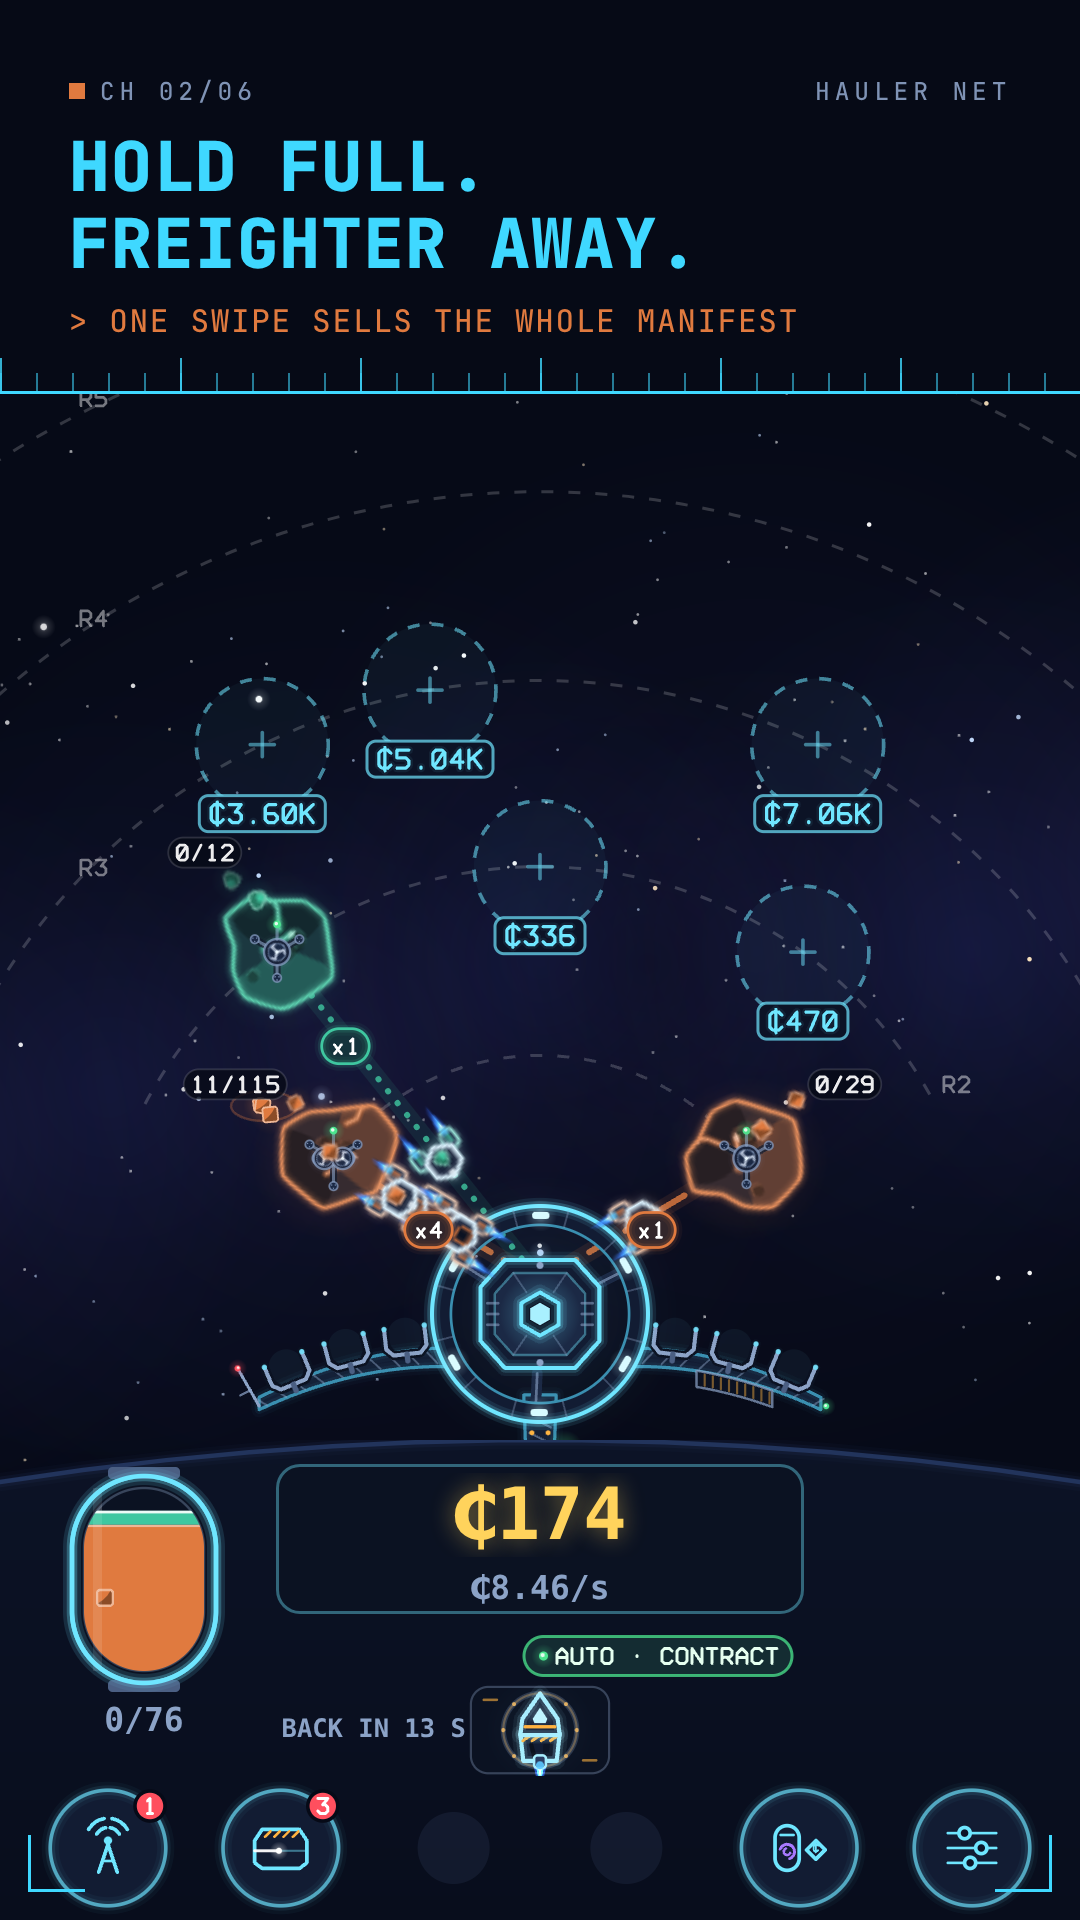 CH 02/06
HAULER NET
HOLD FULL.
FREIGHTER AWAY.
> ONE SWIPE SELLS THE WHOLE MANIFEST
R5
R4
₵5.04K
₵3.60K
₵7.06K
0/12
R3
₵336
₵470
x1
11/115
0/29
R2
x4
x1
₵174
₵8.46/s
AUTO · CONTRACT
0/76
BACK IN 13 S
1
3